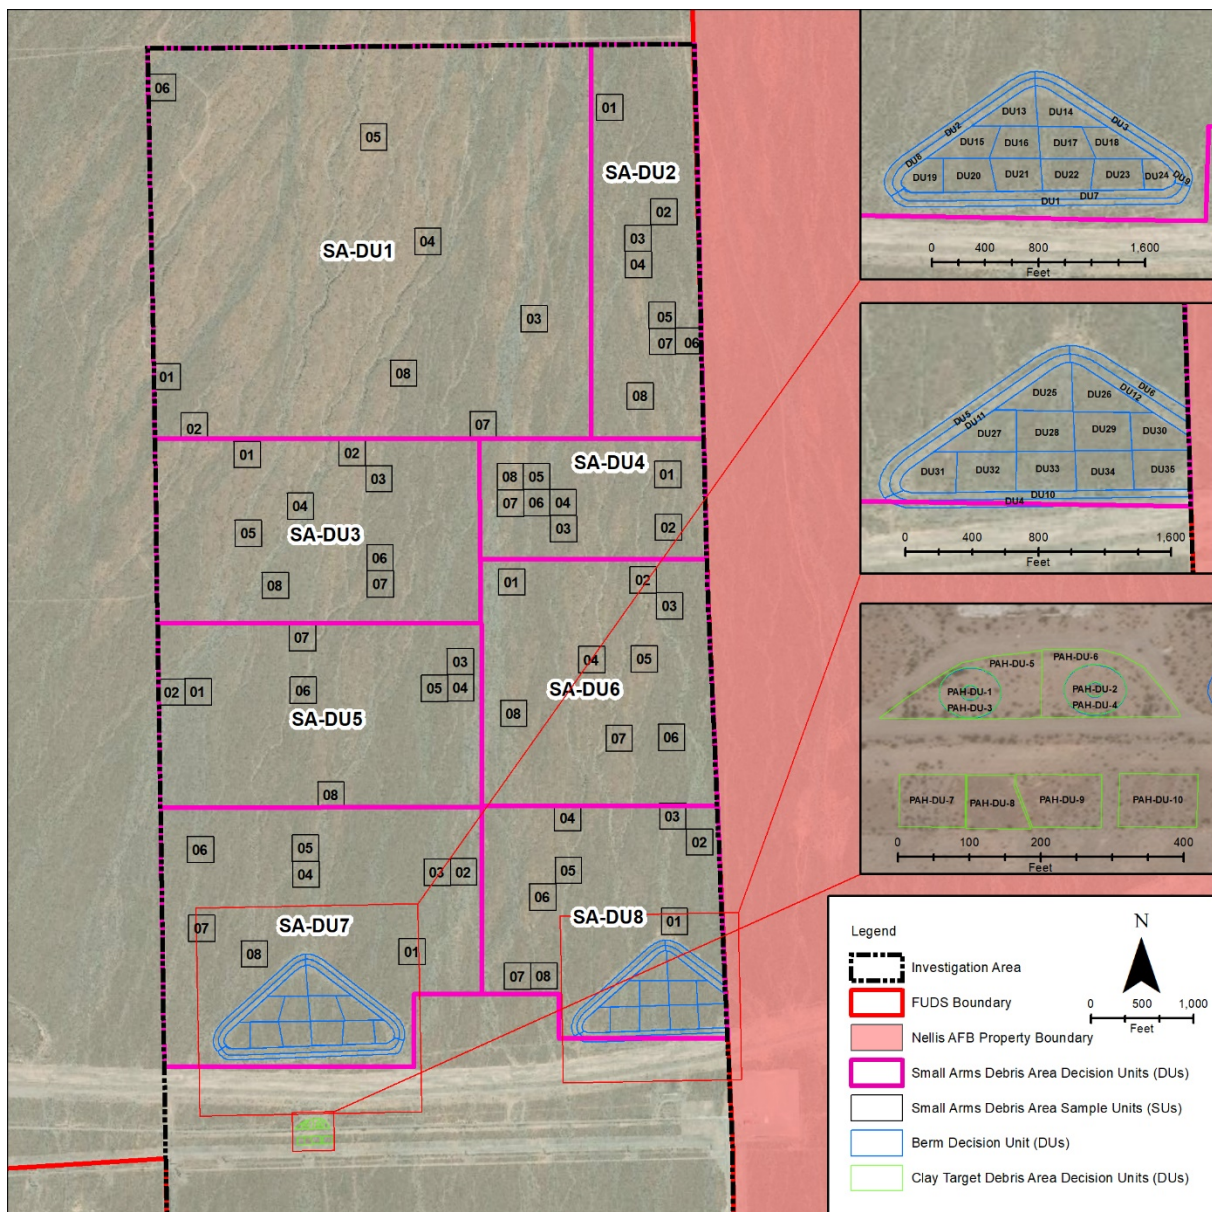 06
05
04
03
01
08
02
07
SA-DU1
01
SA-DU2
02
03
04
05
07
06
08
01
02
03
04
05
SA-DU3
06
08
07
SA-DU4
08
05
01
07
06
04
03
02
07
03
02
01
06
05
04
SA-DU5
08
01
02
03
04
05
SA-DU6
08
07
06
06
05
04
03
02
07
SA-DU7
08
01
04
03
02
05
06
SA-DU8
01
07
08
DU13
DU14
DU2
DU3
DU15
DU16
DU17
DU18
DU8
DU19
DU20
DU21
DU22
DU23
DU24
DU9
DU7
DU1
0 400 800 1,600
Feet
DU25
DU26
DU6
DU12
DU5
DU11
DU27
DU28
DU29
DU30
DU31
DU32
DU33
DU34
DU35
DU10
DU4
0 400 800 1,600
Feet
PAH-DU-5
PAH-DU-6
PAH-DU-1
PAH-DU-2
PAH-DU-3
PAH-DU-4
PAH-DU-7
PAH-DU-8
PAH-DU-9
PAH-DU-10
0 100 200 400
Feet
Legend
Investigation Area
FUDS Boundary
Nellis AFB Property Boundary
Small Arms Debris Area Decision Units (DUs)
Small Arms Debris Area Sample Units (SUs)
Berm Decision Unit (DUs)
Clay Target Debris Area Decision Units (DUs)
N
0 500 1,000
Feet